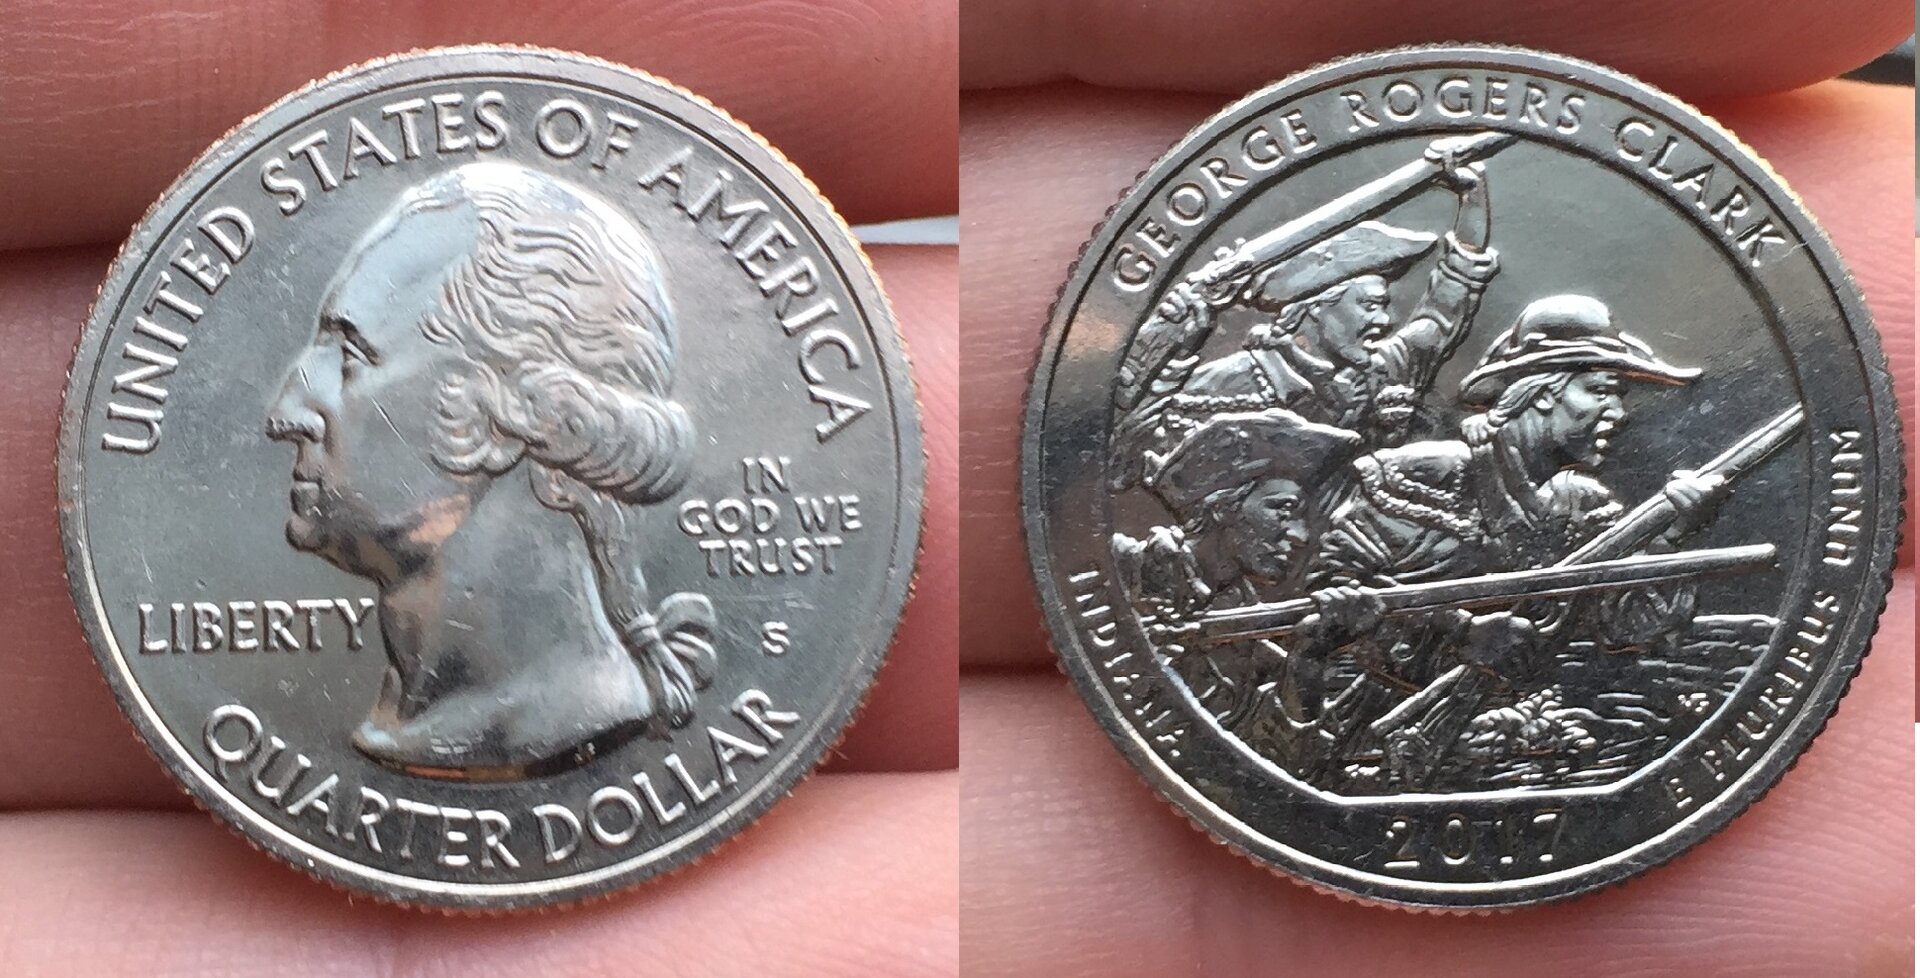 UNITED STATES OF AMERICA
LIBERTY
IN
GOD WE
TRUST
S
QUARTER DOLLAR
GEORGE ROGERS CLARK
INDIANA
E PLURIBUS UNUM
2017